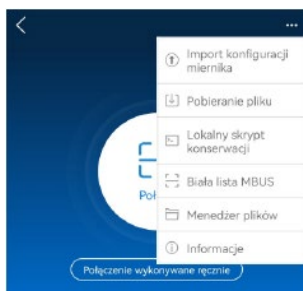 Import konfiguracji
miernika
Pobieranie pliku
Lokalny skrypt
konserwacji
Biała lista MBUS
Menedżer plików
Informacje
Połączenie wykonywane ręcznie